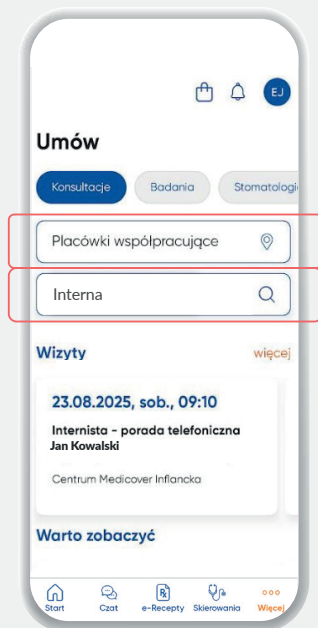 EJ
Umów
Konsultacje Badania Stomatologi
Placówki współpracujące
Interna
Wizyty więcej
23.08.2025, sob., 09:10
Internista - porada telefoniczna
Jan Kowalski
Centrum Medicover Inflancka
Warto zobaczyć
Start Czat e-Recepty Skierowania Więcej